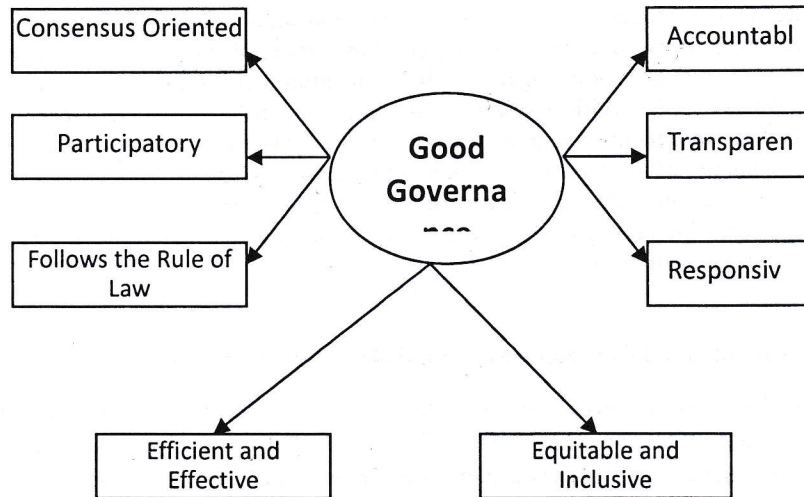 Consensus Oriented
Accountabl
Participatory
Good
Governa
Transparen
Follows the Rule of
Law
Responsiv
Efficient and
Effective
Equitable and
Inclusive